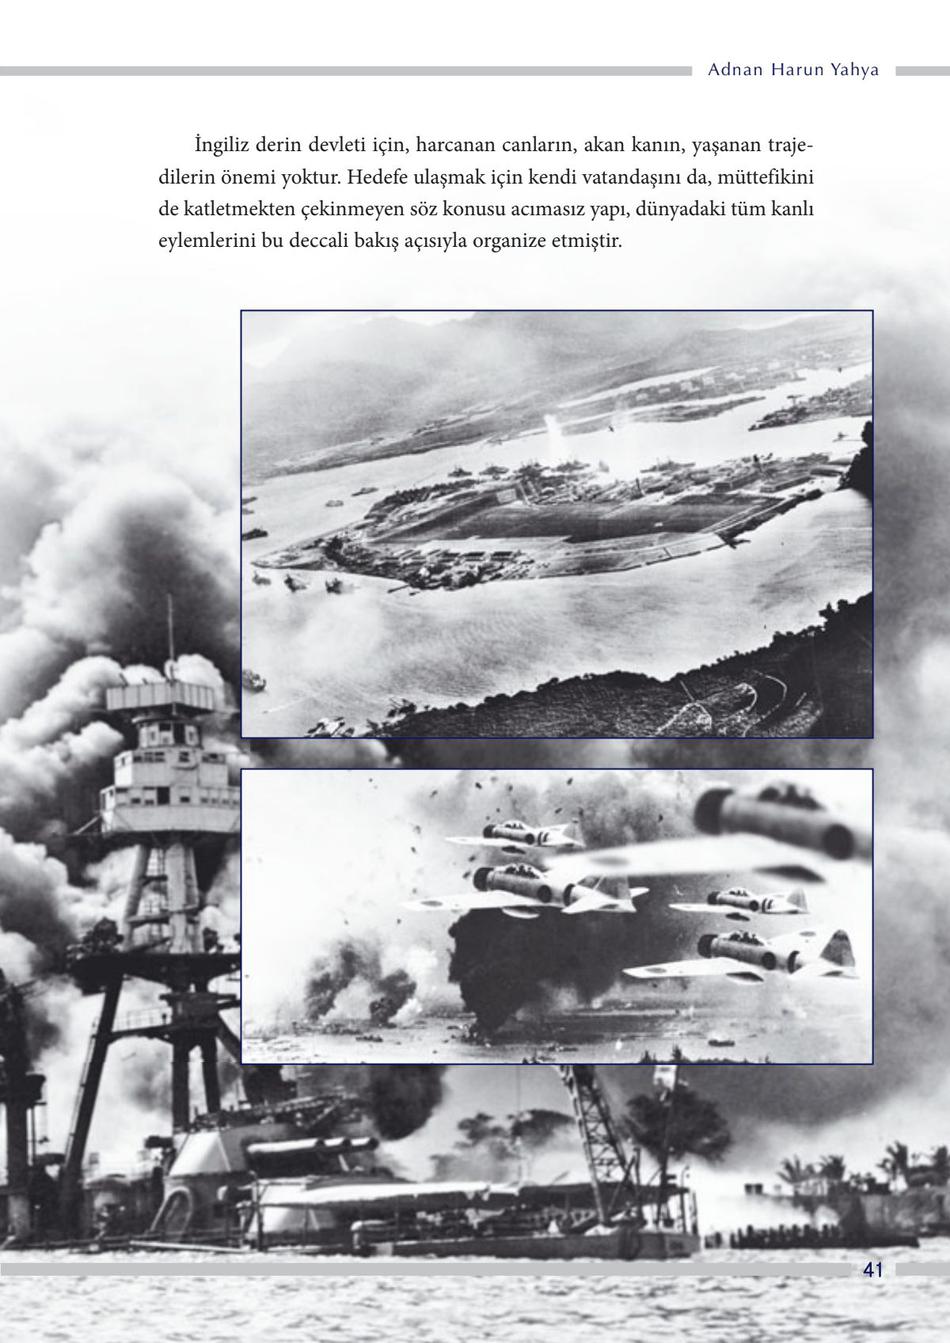 Adnan Harun Yahya
İngiliz derin devleti için, harcanan canların, akan kanın, yaşanan traje-
dilerin önemi yoktur. Hedefe ulaşmak için kendi vatandaşını da, müttefikini
de katletmekten çekinmeyen söz konusu acımasız yapı, dünyadaki tüm kanlı
eylemlerini bu deccali bakış açısıyla organize etmiştir.
41